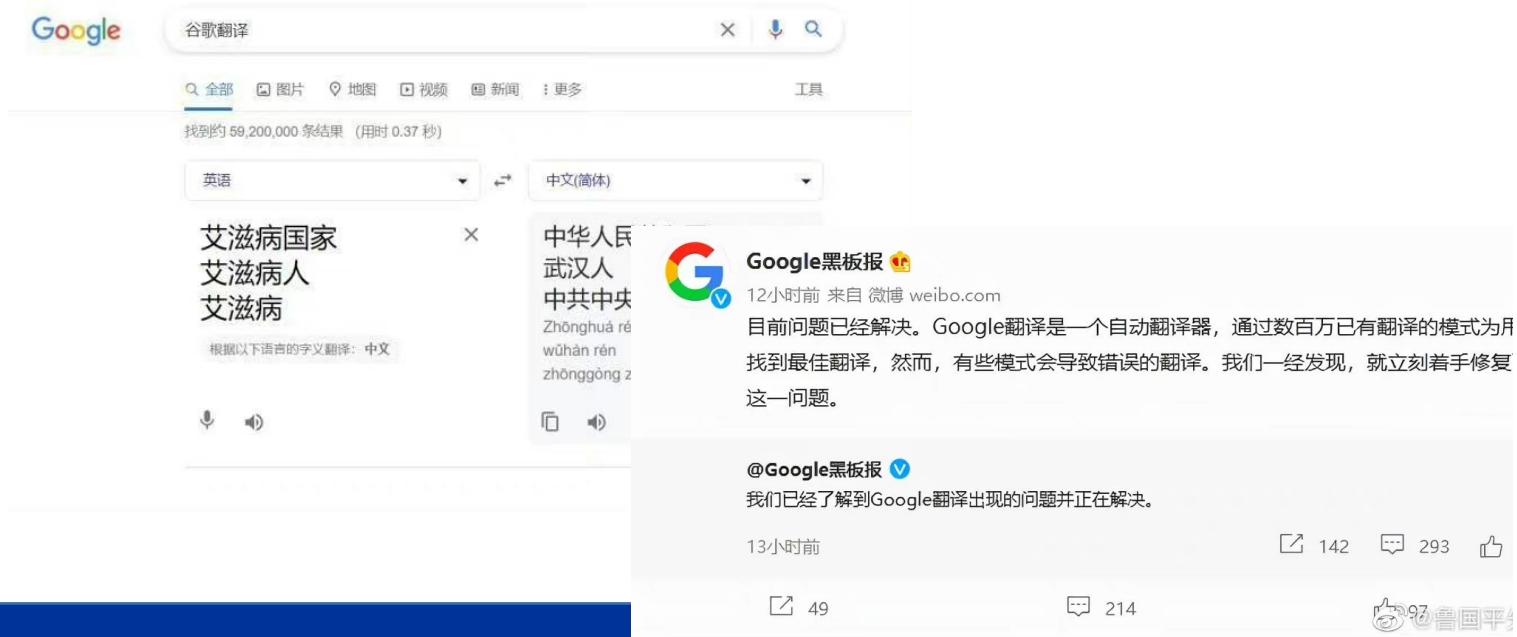 Google
谷歌翻译
全部 图片 地图 视频 新闻 更多 工具
找到约 59,200,000 条结果 (用时 0.37 秒)
英语
中文(简体)
艾滋病国家
艾滋病人
艾滋病
根据以下语言的字义翻译: 中文
中华人民
武汉人
中共中央
Zhōnghuá ré
wǔhàn rén
zhōnggòng z
Google黑板报
12小时前 来自 微博 weibo.com
目前问题已经解决。Google翻译是一个自动翻译器，通过数百万已有翻译的模式为用
找到最佳翻译，然而，有些模式会导致错误的翻译。我们一经发现，就立刻着手修复
这一问题。
@Google黑板报
我们已经了解到Google翻译出现的问题并正在解决。
13小时前
142 293
49 214 97
@鲁国平